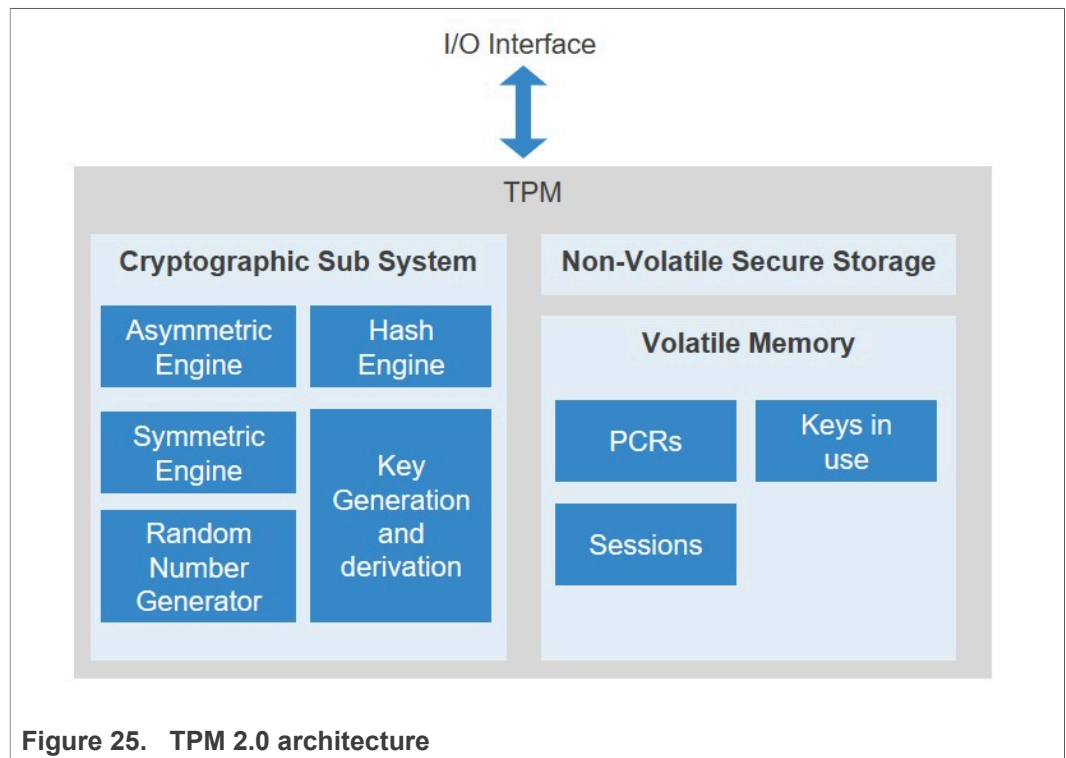 I/O Interface
TPM
Cryptographic Sub System
Asymmetric
Engine
Hash
Engine
Symmetric
Engine
Key
Generation
and
derivation
Random
Number
Generator
Non-Volatile Secure Storage
Volatile Memory
PCRs
Keys in
use
Sessions
Figure 25. TPM 2.0 architecture